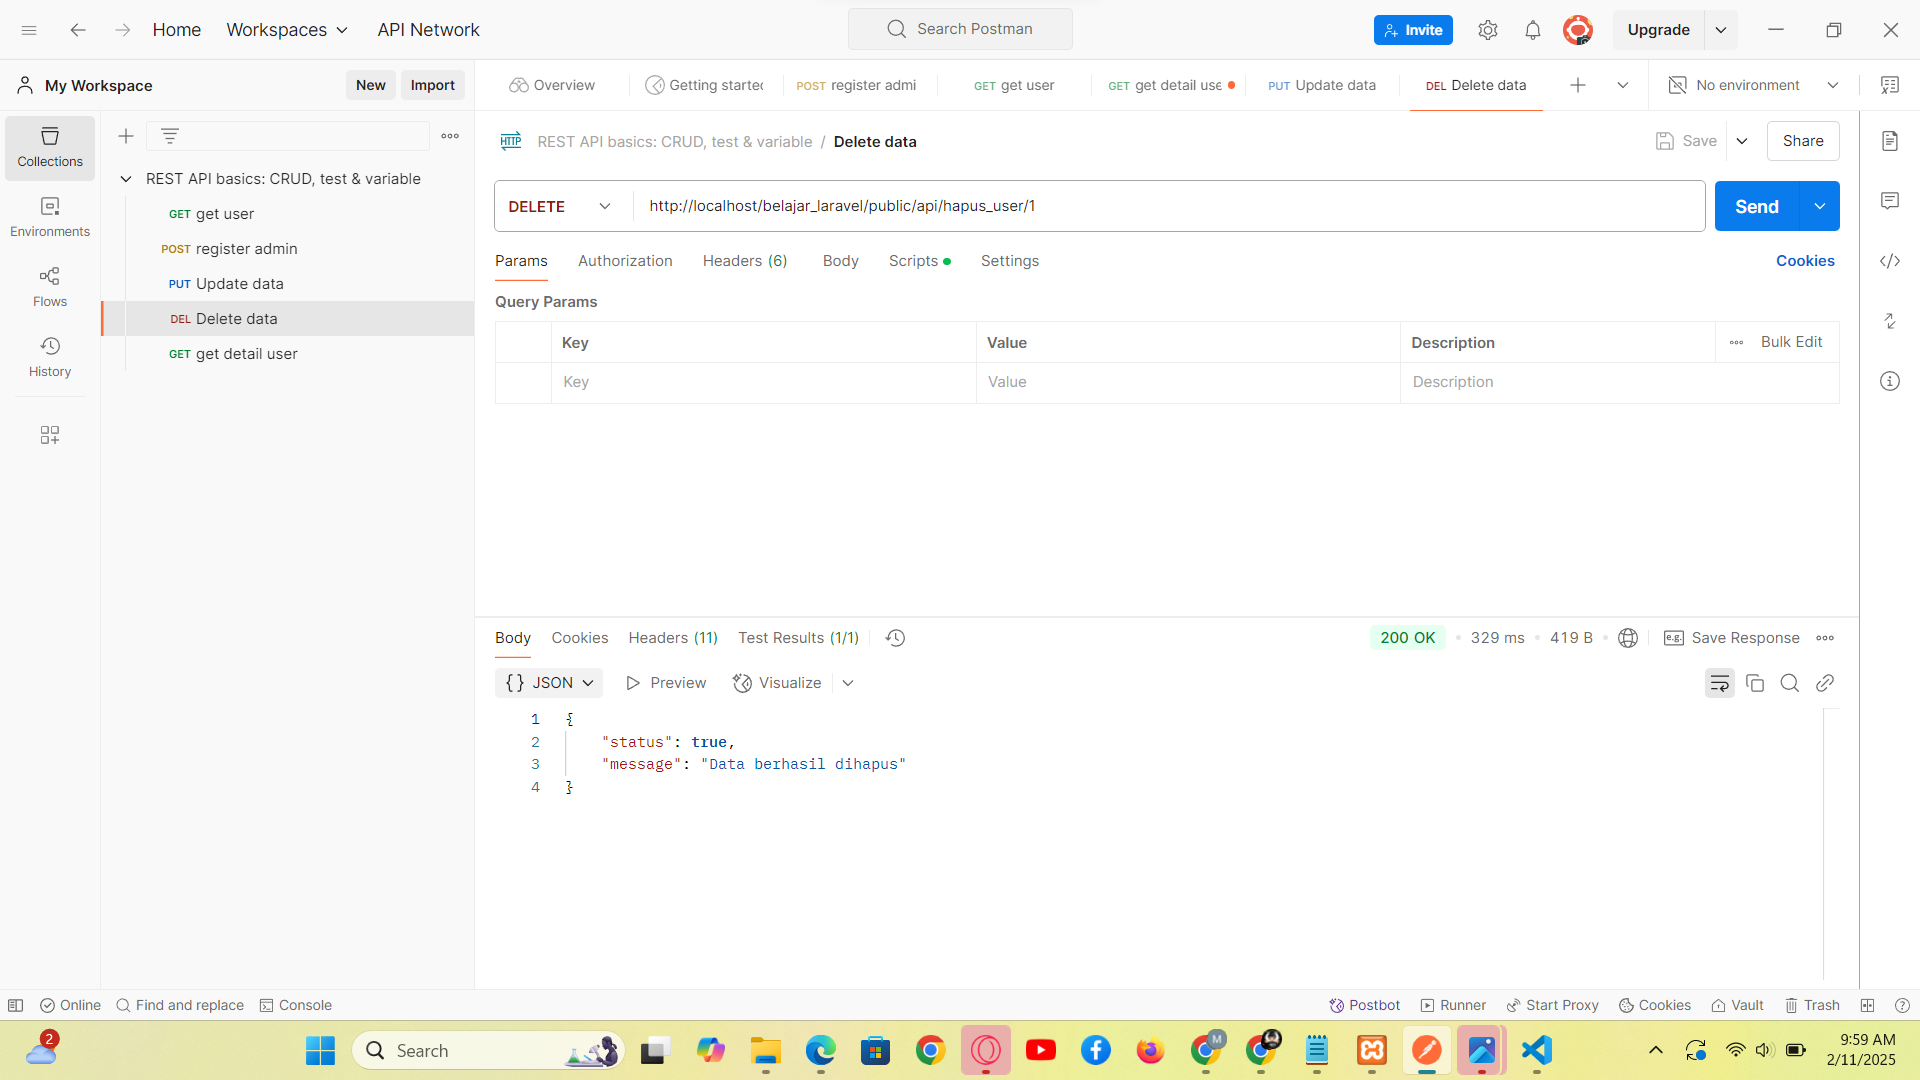 Home
Workspaces
API Network
Search Postman
Invite
Upgrade
My Workspace
New
Import
Overview
Getting started
POST register admi
GET get user
GET get detail use
PUT Update data
DEL Delete data
No environment
Collections
Environments
Flows
History
REST API basics: CRUD, test & variable
GET get user
POST register admin
PUT Update data
DEL Delete data
GET get detail user
HTTP
REST API basics: CRUD, test & variable / Delete data
Save
Share
DELETE
http://localhost/belajar_laravel/public/api/hapus_user/1
Send
Params
Authorization
Headers (6)
Body
Scripts
Settings
Cookies
Query Params
Key
Value
Description
Bulk Edit
Key
Value
Description
Body
Cookies
Headers (11)
Test Results (1/1)
200 OK
329 ms
419 B
e.g.
Save Response
{} JSON
Preview
Visualize
1 {
2 "status": true,
3 "message": "Data berhasil dihapus"
4 }
Online
Find and replace
Console
Postbot
Runner
Start Proxy
Cookies
Vault
Trash
2
Search
M
9:59 AM
2/11/2025